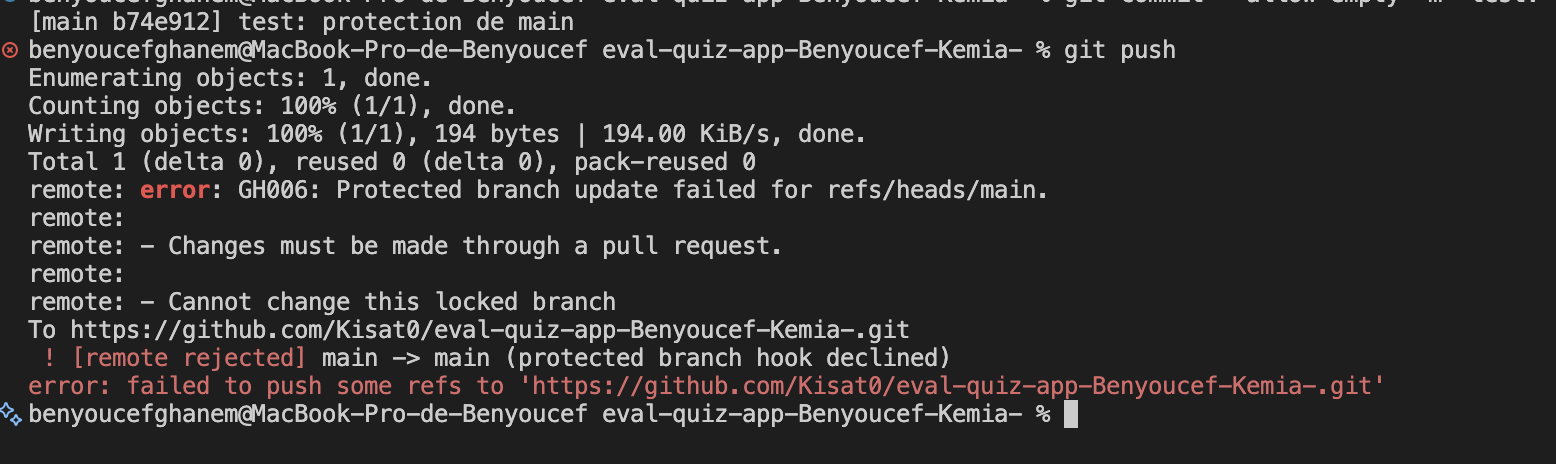 [main b74e912] test: protection de main
benyoucefghanem@MacBook-Pro-de-Benyoucef eval-quiz-app-Benyoucef-Kemia- % git push
Enumerating objects: 1, done.
Counting objects: 100% (1/1), done.
Writing objects: 100% (1/1), 194 bytes | 194.00 KiB/s, done.
Total 1 (delta 0), reused 0 (delta 0), pack-reused 0
remote: error: GH006: Protected branch update failed for refs/heads/main.
remote:
remote: - Changes must be made through a pull request.
remote:
remote: - Cannot change this locked branch
To https://github.com/Kisat0/eval-quiz-app-Benyoucef-Kemia-.git
 ! [remote rejected] main -> main (protected branch hook declined)
error: failed to push some refs to 'https://github.com/Kisat0/eval-quiz-app-Benyoucef-Kemia-.git'
benyoucefghanem@MacBook-Pro-de-Benyoucef eval-quiz-app-Benyoucef-Kemia- %